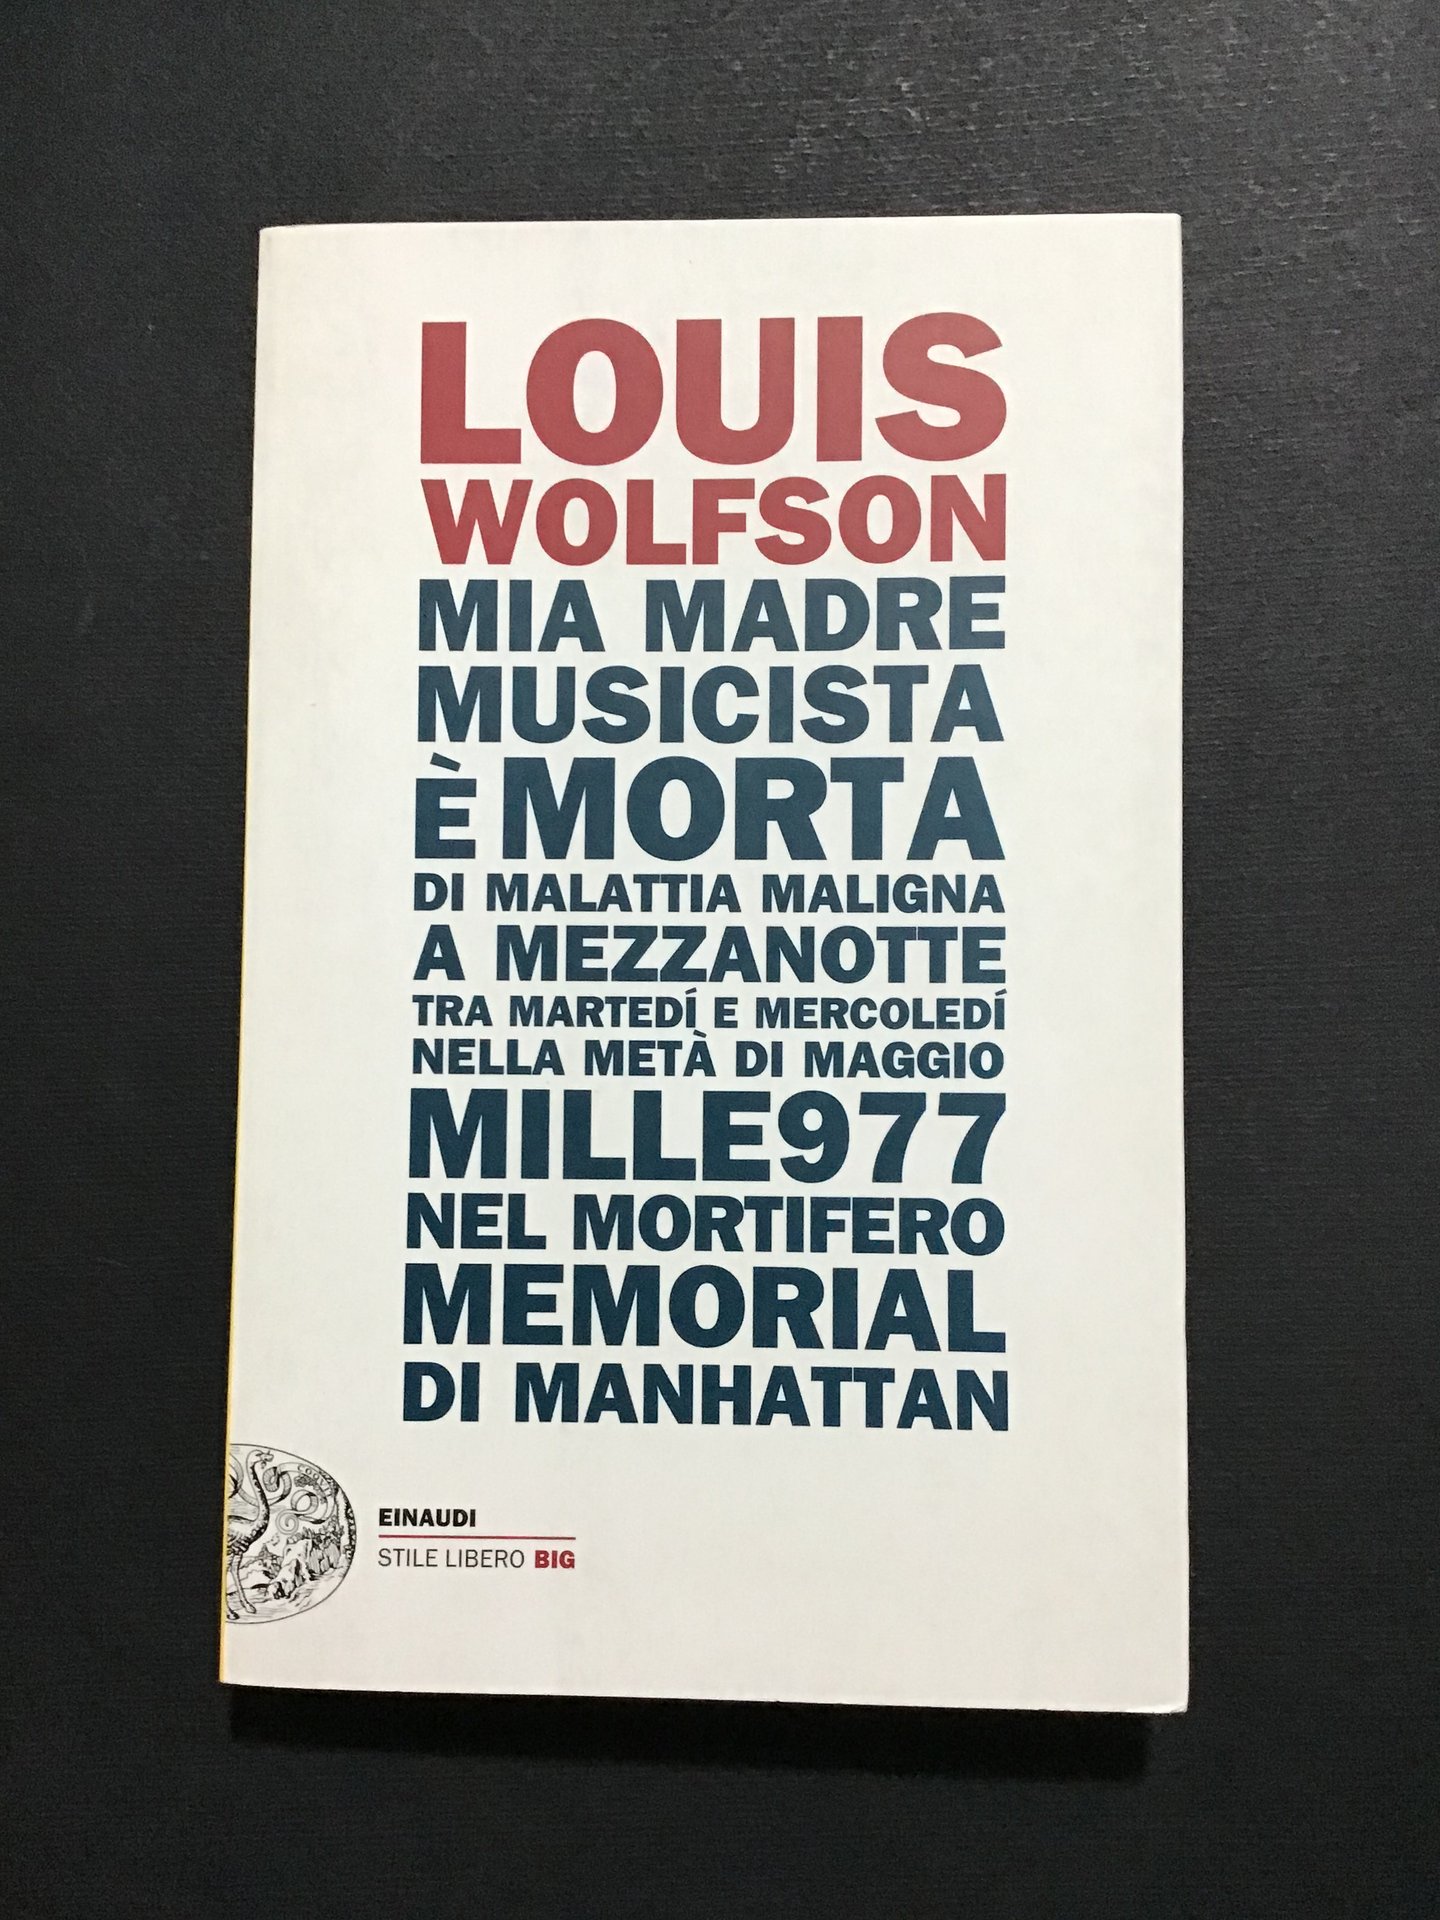 LOUIS
WOLFSON
MIA MADRE
MUSICISTA
È MORTA
DI MALATTIA MALIGNA
A MEZZANOTTE
TRA MARTEDÍ E MERCOLEDÍ
NELLA METÀ DI MAGGIO
MILLE977
NEL MORTIFERO
MEMORIAL
DI MANHATTAN
EINAUDI
STILE LIBERO BIG